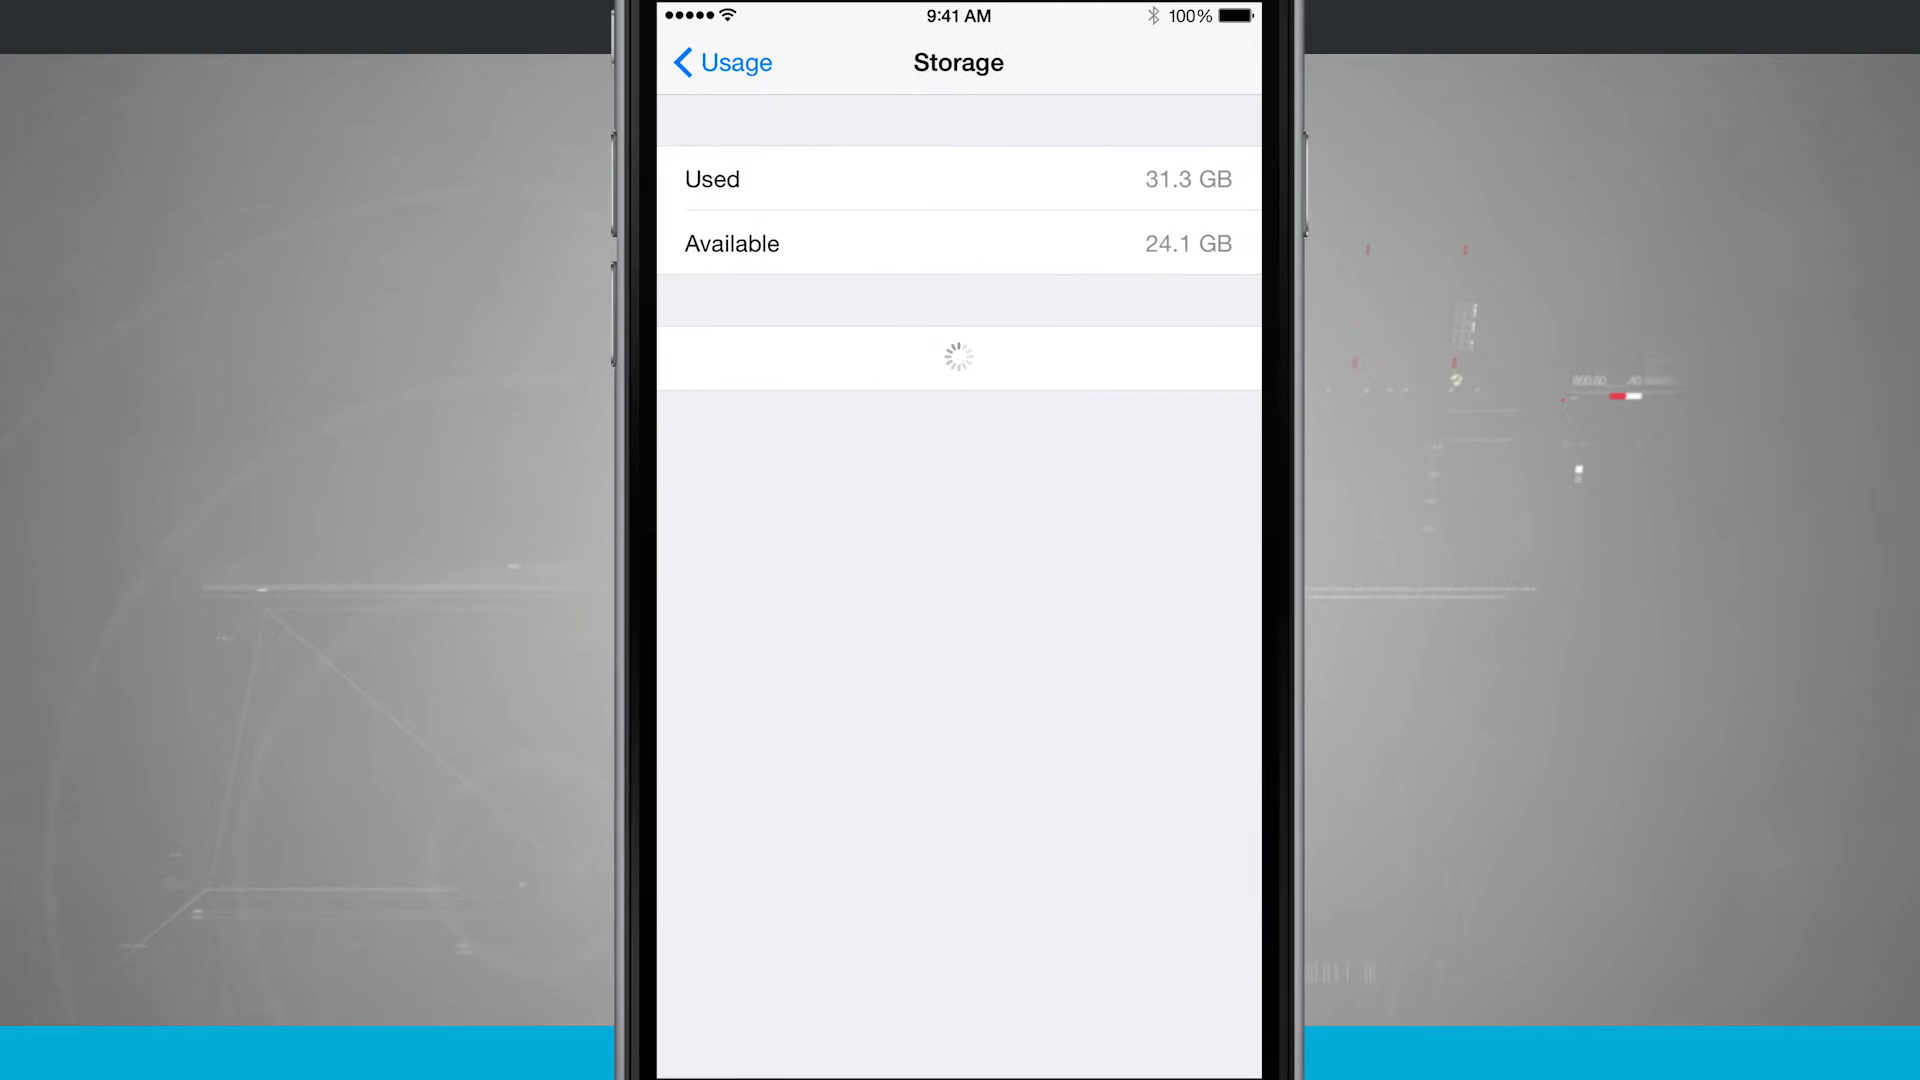 9:41 AM 100%
Usage Storage
Used 31.3 GB
Available 24.1 GB